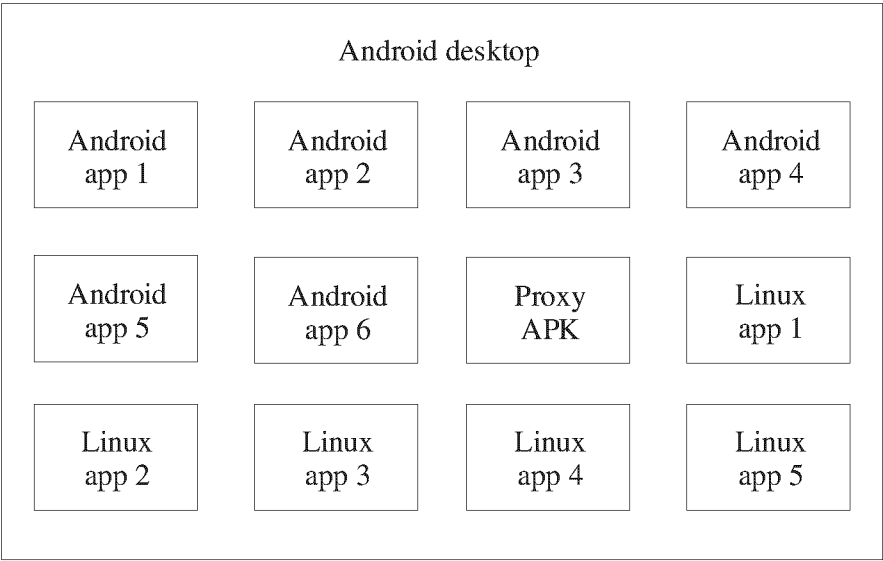 Android desktop
Android
app 1
Android
app 2
Android
app 3
Android
app 4
Android
app 5
Android
app 6
Proxy
APK
Linux
app 1
Linux
app 2
Linux
app 3
Linux
app 4
Linux
app 5